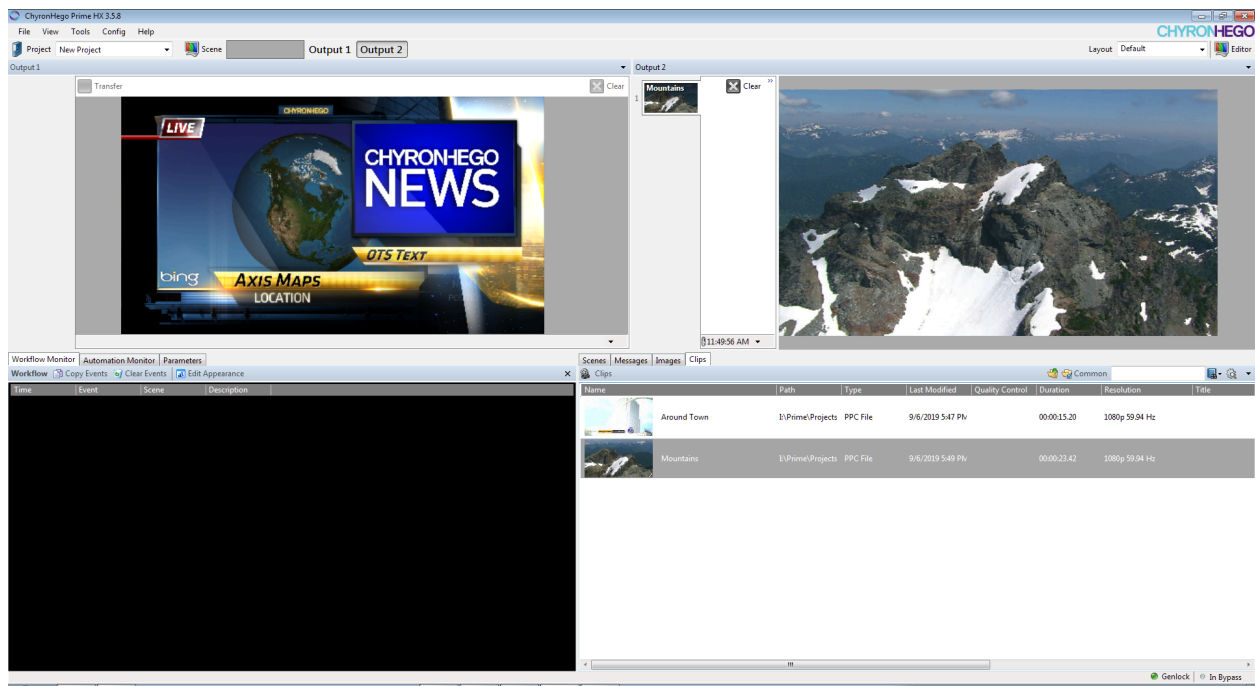 ChyronHego Prime HX 3.5.8
File View Tools Config Help
CHYRONHEGO
Project New Project Scene Output 1 Output 2 Layout Default Editor
Output 1
Transfer Clear
CHYRONHEGO
LIVE
CHYRONHEGO
NEWS
OTS TEXT
bing
AXIS MAPS
LOCATION
Output 2
1 Mountains Clear
11:49:56 AM
Workflow Monitor Automation Monitor Parameters
Workflow Copy Events Clear Events Edit Appearance
Time Event Scene Description
Scenes Messages Images Clips
Clips Common
Name Path Type Last Modified Quality Control Duration Resolution Title
Around Town I:\Prime\Projects PPC File 9/6/2019 5:47 PM 00:00:15.20 1080p 59.94 Hz
Mountains I:\Prime\Projects PPC File 9/6/2019 5:49 PM 00:00:23.42 1080p 59.94 Hz
Genlock In Bypass